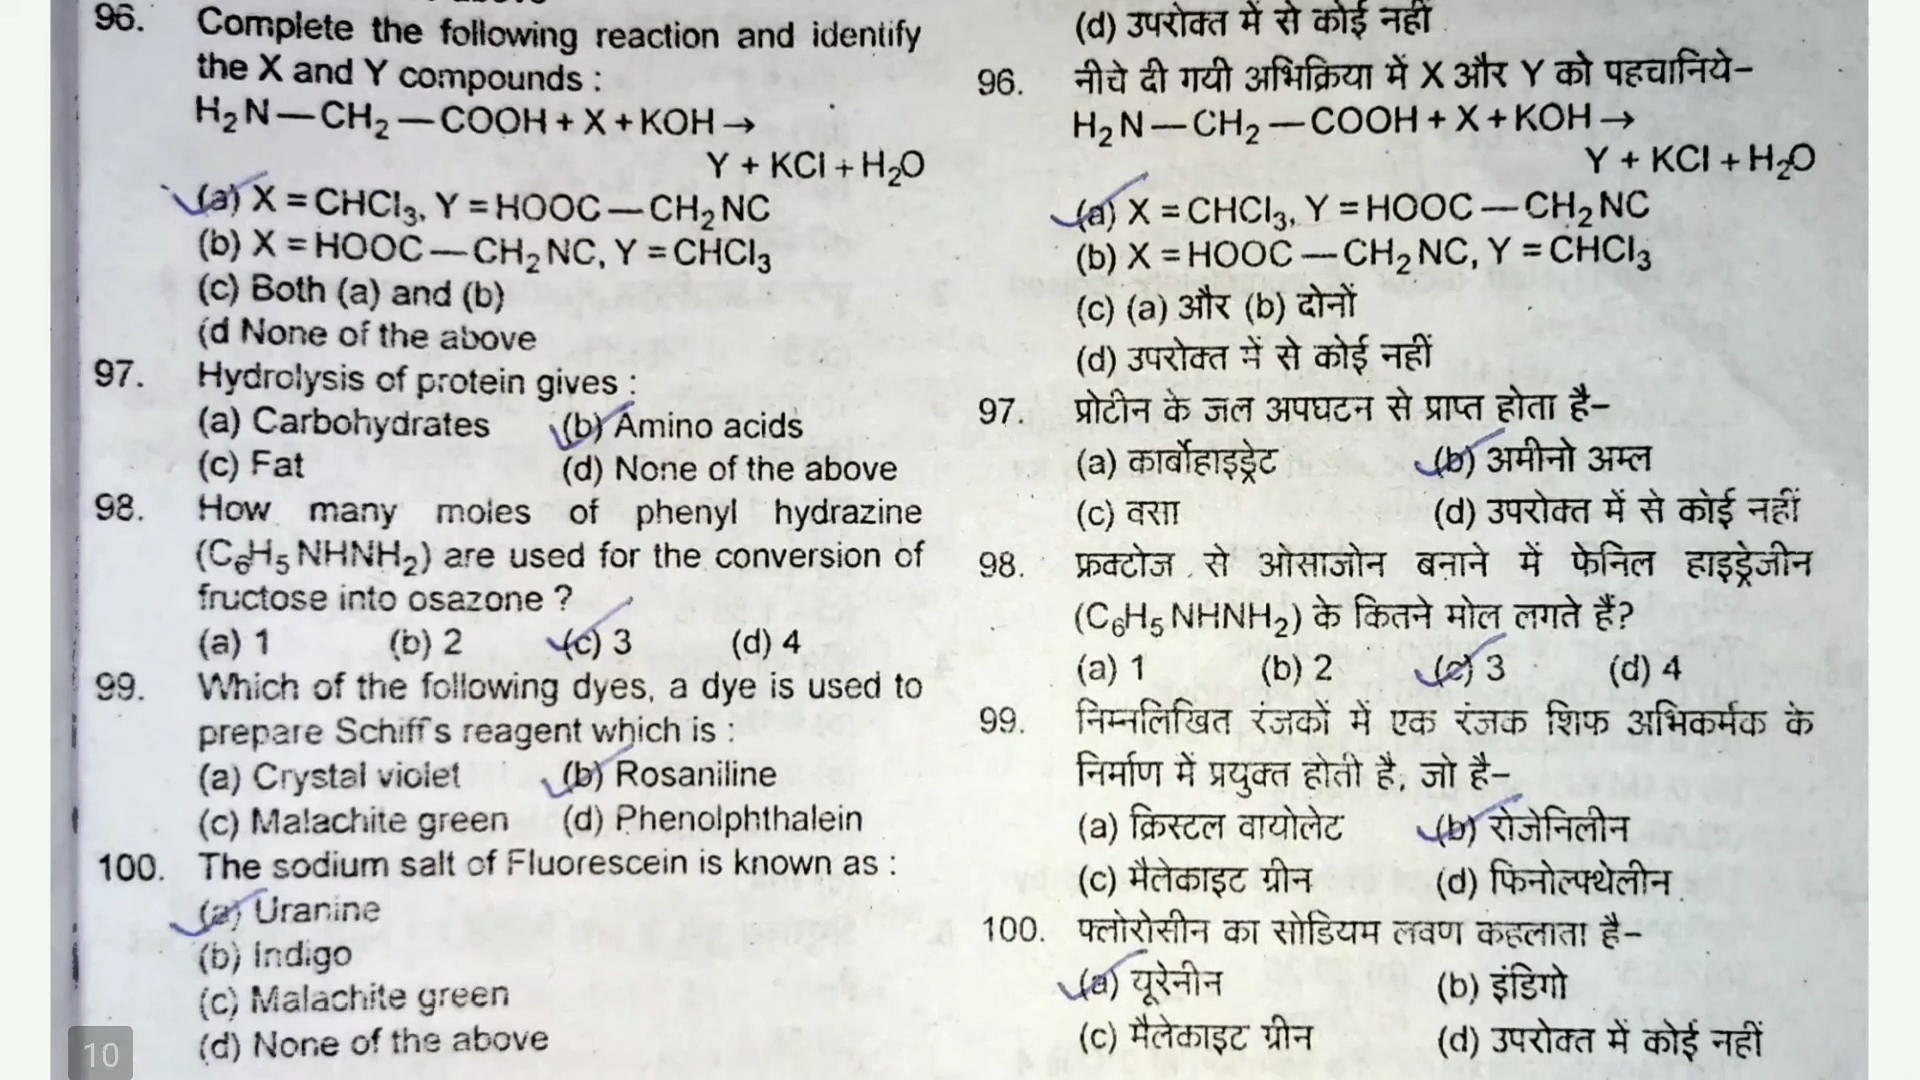 96. Complete the following reaction and identify
the X and Y compounds :
H₂N—CH₂—COOH + X + KOH →
Y + KCl + H₂O
(a) X = CHCl₃, Y = HOOC—CH₂NC
(b) X = HOOC—CH₂NC, Y = CHCl₃
(c) Both (a) and (b)
(d None of the above
97. Hydrolysis of protein gives :
(a) Carbohydrates (b) Amino acids
(c) Fat (d) None of the above
98. How many moles of phenyl hydrazine
(C₆H₅NHNH₂) are used for the conversion of
fructose into osazone ?
(a) 1 (b) 2 (c) 3 (d) 4
99. Which of the following dyes, a dye is used to
prepare Schiff's reagent which is :
(a) Crystal violet (b) Rosaniline
(c) Malachite green (d) Phenolphthalein
100. The sodium salt of Fluorescein is known as :
(a) Uranine
(b) Indigo
(c) Malachite green
(d) None of the above
10
(d) उपरोक्त में से कोई नहीं
96. नीचे दी गयी अभिक्रिया में X और Y को पहचानिये–
H₂N—CH₂—COOH + X + KOH →
Y + KCl + H₂O
(a) X = CHCl₃, Y = HOOC—CH₂NC
(b) X = HOOC—CH₂NC, Y = CHCl₃
(c) (a) और (b) दोनों
(d) उपरोक्त में से कोई नहीं
97. प्रोटीन के जल अपघटन से प्राप्त होता है–
(a) कार्बोहाइड्रेट (b) अमीनो अम्ल
(c) वसा (d) उपरोक्त में से कोई नहीं
98. फ्रक्टोज से ओसाजोन बनाने में फेनिल हाइड्रेजीन
(C₆H₅NHNH₂) के कितने मोल लगते हैं?
(a) 1 (b) 2 (c) 3 (d) 4
99. निम्नलिखित रंजकों में एक रंजक शिफ अभिकर्मक के
निर्माण में प्रयुक्त होती है, जो है–
(a) क्रिस्टल वायोलेट (b) रोजेनिलीन
(c) मैलेकाइट ग्रीन (d) फिनोल्फ्थेलीन
100. फ्लोरोसीन का सोडियम लवण कहलाता है–
(a) यूरेनीन (b) इंडिगो
(c) मैलेकाइट ग्रीन (d) उपरोक्त में कोई नहीं